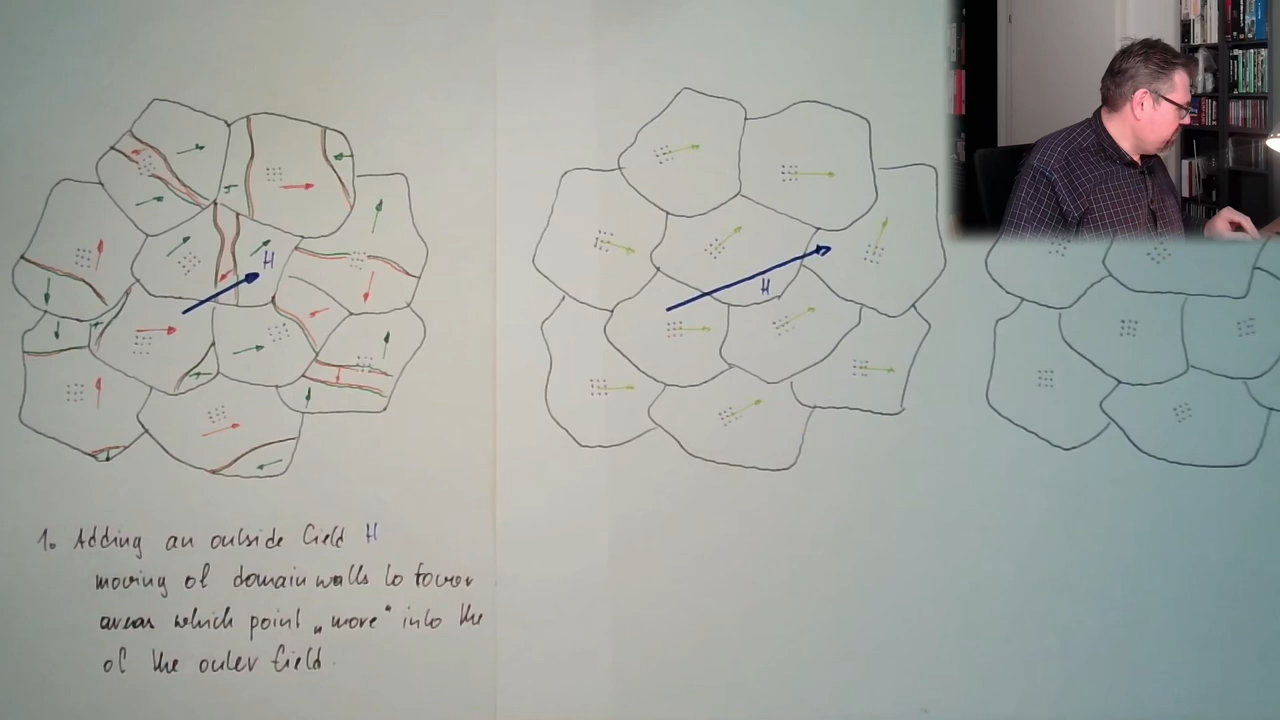 H
H
1. Adding an outside field H
moving of domain walls to favor
areas which point „more" into the
of the outer field.